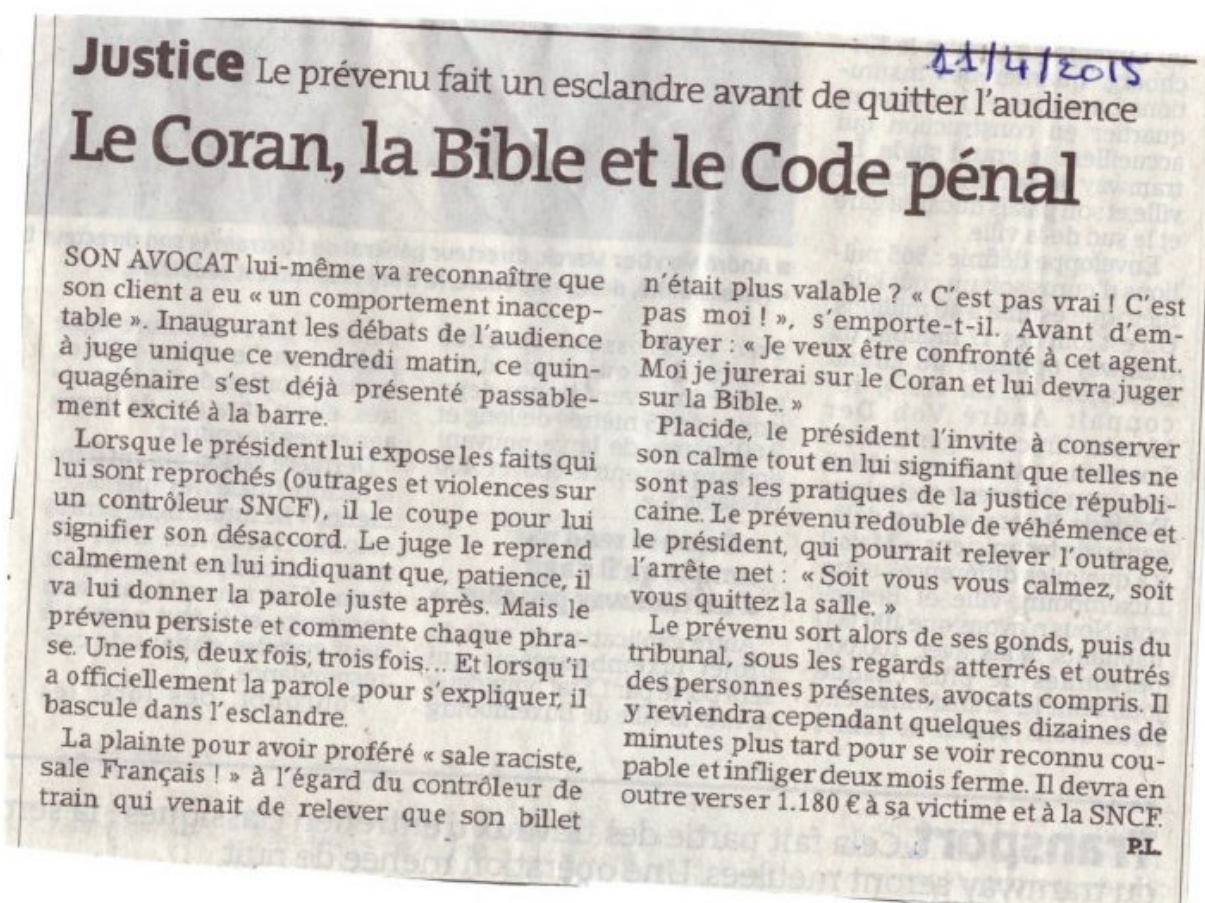 11/4/2015
Justice Le prévenu fait un esclandre avant de quitter l'audience
Le Coran, la Bible et le Code pénal
SON AVOCAT lui-même va reconnaître que
son client a eu « un comportement inaccep-
table ». Inaugurant les débats de l'audience
à juge unique ce vendredi matin, ce quin-
quagénaire s'est déjà présenté passable-
ment excité à la barre.
Lorsque le président lui expose les faits qui
lui sont reprochés (outrages et violences sur
un contrôleur SNCF), il le coupe pour lui
signifier son désaccord. Le juge le reprend
calmement en lui indiquant que, patience, il
va lui donner la parole juste après. Mais le
prévenu persiste et commente chaque phra-
se. Une fois, deux fois, trois fois... Et lorsqu'il
a officiellement la parole pour s'expliquer, il
bascule dans l'esclandre.
La plainte pour avoir proféré « sale raciste,
sale Français ! » à l'égard du contrôleur de
train qui venait de relever que son billet
n'était plus valable ? « C'est pas vrai ! C'est
pas moi ! », s'emporte-t-il. Avant d'em-
brayer : « Je veux être confronté à cet agent.
Moi je jurerai sur le Coran et lui devra juger
sur la Bible. »
Placide, le président l'invite à conserver
son calme tout en lui signifiant que telles ne
sont pas les pratiques de la justice républi-
caine. Le prévenu redouble de véhémence et
le président, qui pourrait relever l'outrage,
l'arrête net : « Soit vous vous calmez, soit
vous quittez la salle. »
Le prévenu sort alors de ses gonds, puis du
tribunal, sous les regards atterrés et outrés
des personnes présentes, avocats compris. Il
y reviendra cependant quelques dizaines de
minutes plus tard pour se voir reconnu cou-
pable et infliger deux mois ferme. Il devra en
outre verser 1.180 € à sa victime et à la SNCF.
P.L.